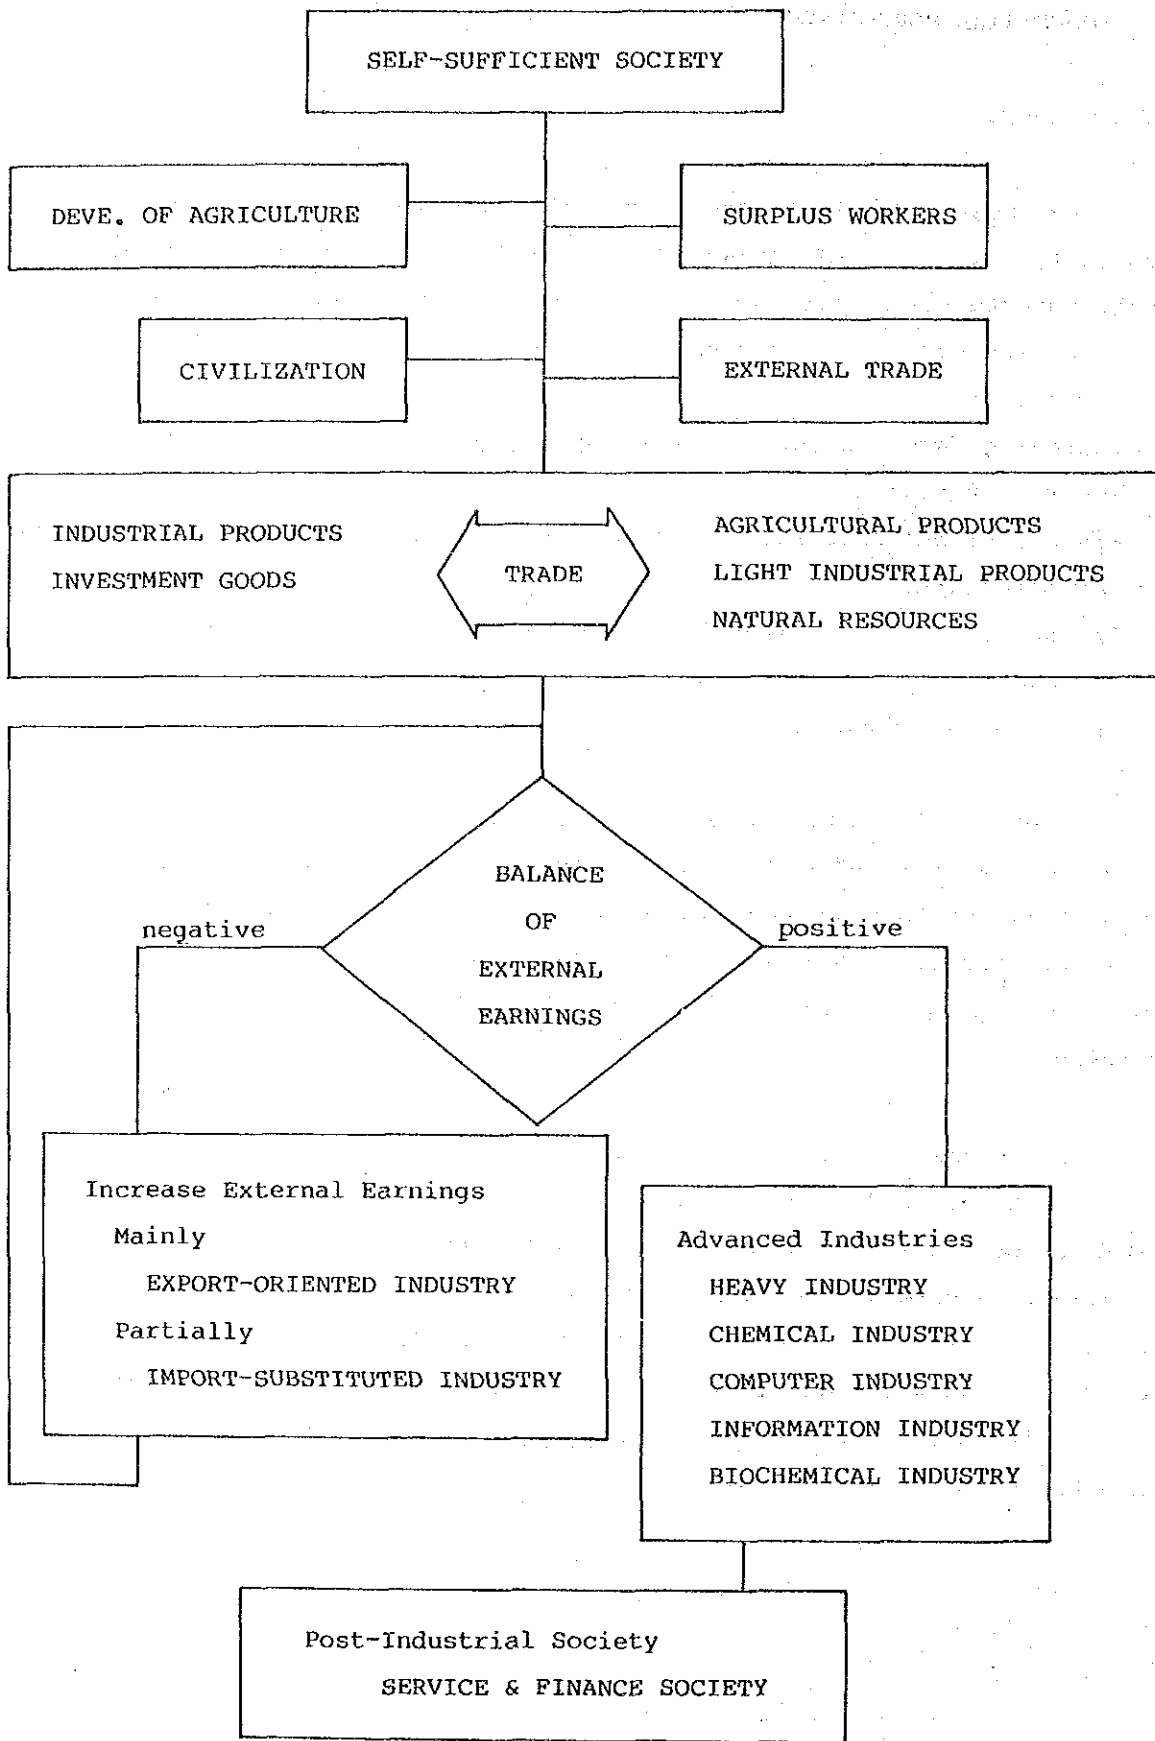 SELF-SUFFICIENT SOCIETY
DEVE. OF AGRICULTURE
SURPLUS WORKERS
CIVILIZATION
EXTERNAL TRADE
INDUSTRIAL PRODUCTS
INVESTMENT GOODS
TRADE
AGRICULTURAL PRODUCTS
LIGHT INDUSTRIAL PRODUCTS
NATURAL RESOURCES
BALANCE
OF
EXTERNAL
EARNINGS
negative
positive
Increase External Earnings
Mainly
EXPORT-ORIENTED INDUSTRY
Partially
IMPORT-SUBSTITUTED INDUSTRY
Advanced Industries
HEAVY INDUSTRY
CHEMICAL INDUSTRY
COMPUTER INDUSTRY
INFORMATION INDUSTRY
BIOCHEMICAL INDUSTRY
Post-Industrial Society
SERVICE & FINANCE SOCIETY